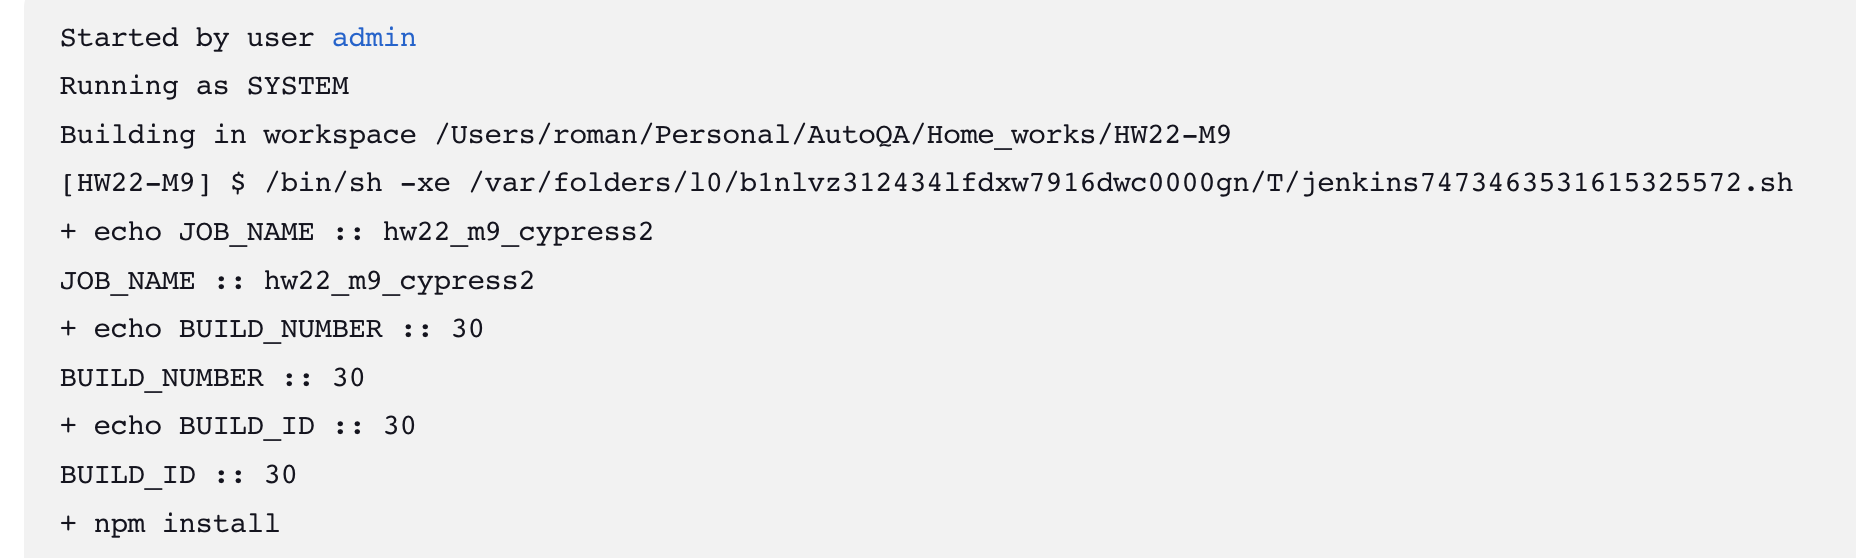 Started by user admin
Running as SYSTEM
Building in workspace /Users/roman/Personal/AutoQA/Home_works/HW22-M9
[HW22-M9] $ /bin/sh -xe /var/folders/l0/b1nlvz312434lfdxw7916dwc0000gn/T/jenkins7473463531615325572.sh
+ echo JOB_NAME :: hw22_m9_cypress2
JOB_NAME :: hw22_m9_cypress2
+ echo BUILD_NUMBER :: 30
BUILD_NUMBER :: 30
+ echo BUILD_ID :: 30
BUILD_ID :: 30
+ npm install